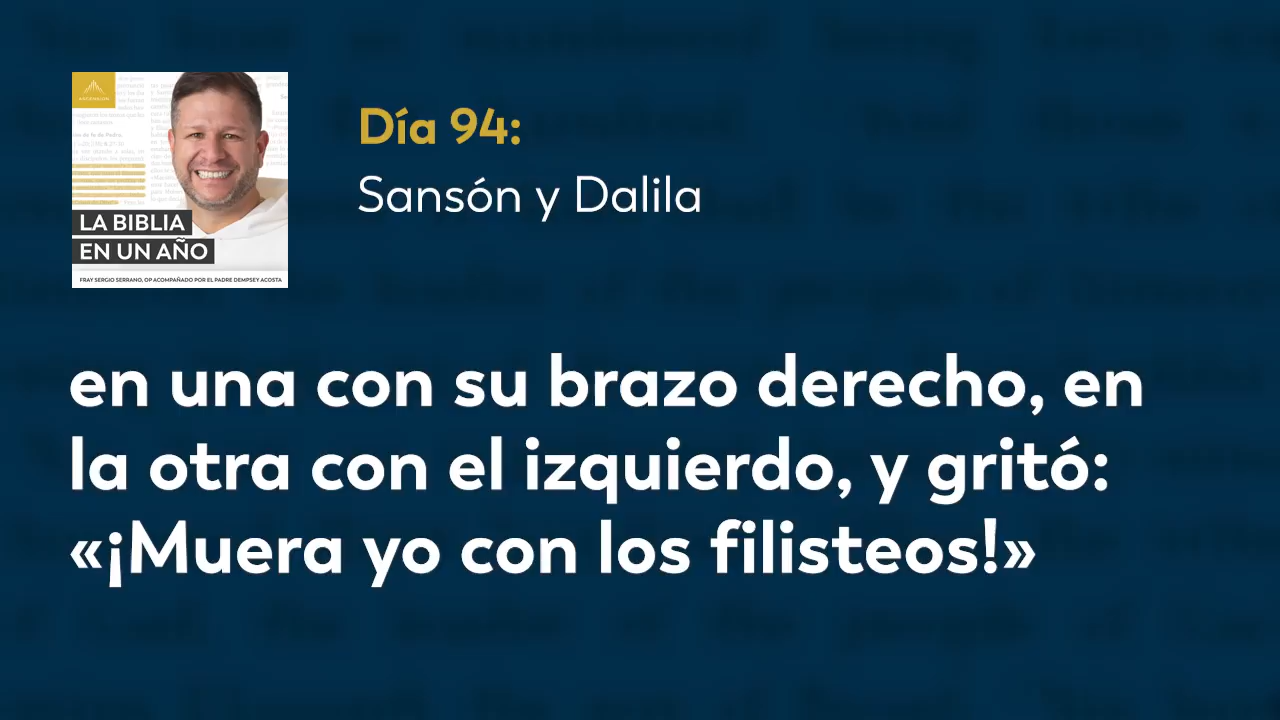 ASCENSION
LA BIBLIA
EN UN AÑO
FRAY SERGIO SERRANO, OP ACOMPAÑADO POR EL PADRE DEMPSEY ACOSTA
Día 94:
Sansón y Dalila
en una con su brazo derecho, en
la otra con el izquierdo, y gritó:
«¡Muera yo con los filisteos!»